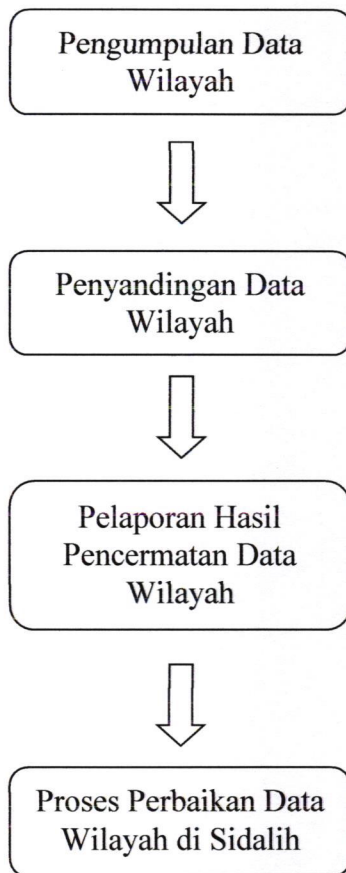 Pengumpulan Data
Wilayah
Penyandingan Data
Wilayah
Pelaporan Hasil
Pencermatan Data
Wilayah
Proses Perbaikan Data
Wilayah di Sidalih